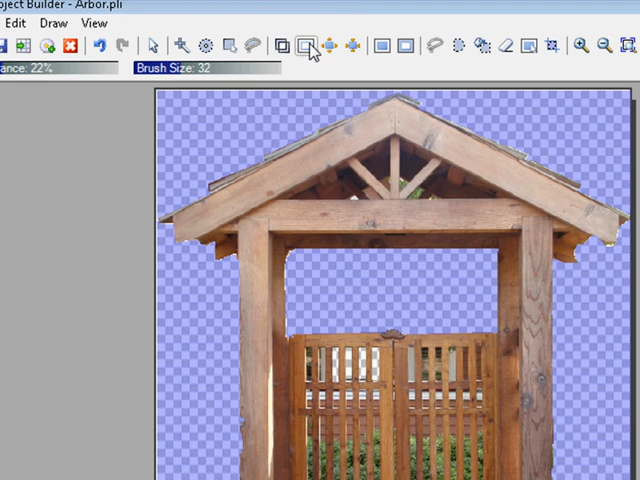 oject Builder - Arbor.pli
Edit Draw View
ance: 22% Brush Size: 32